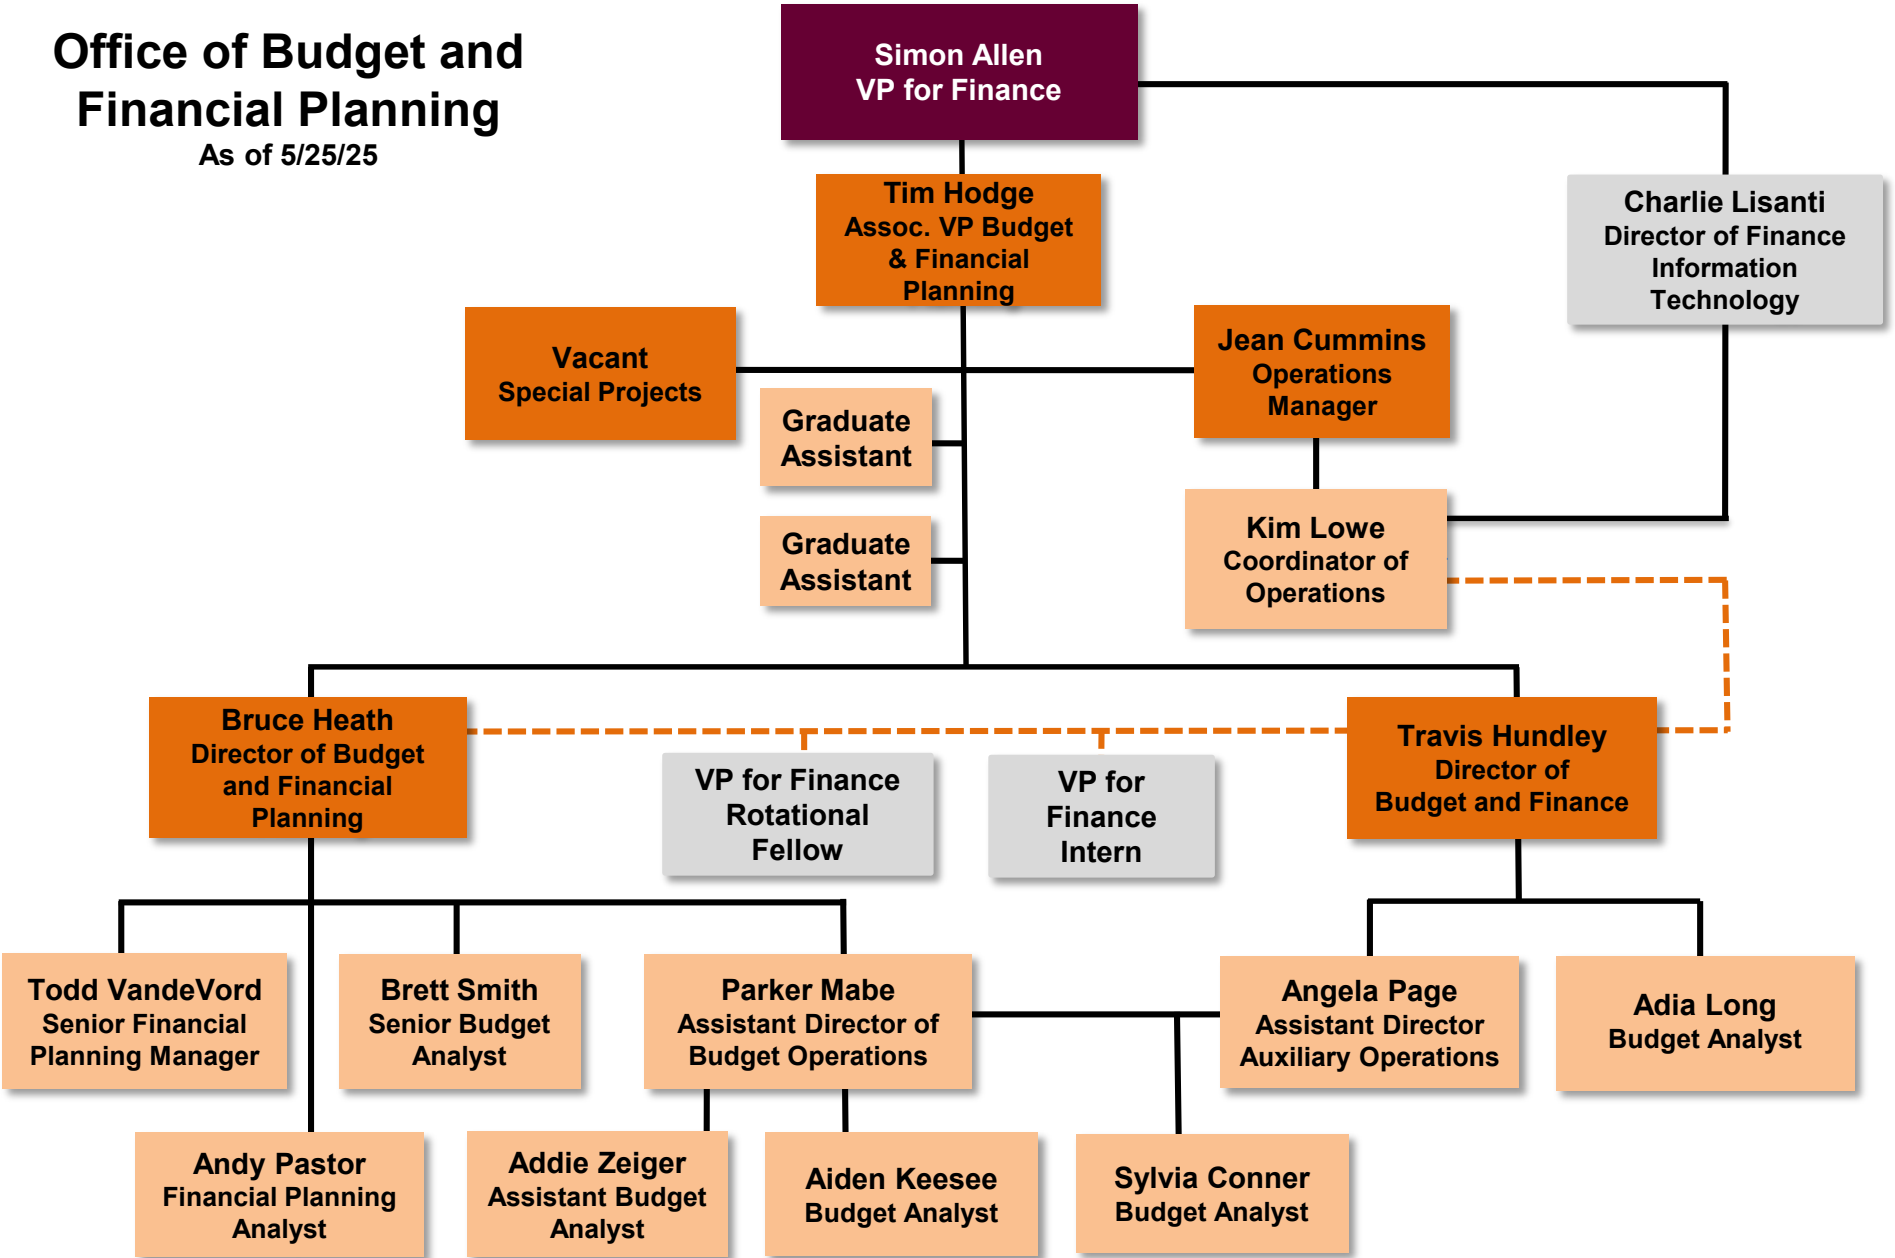 Office of Budget and
Financial Planning
As of 5/25/25
Simon Allen
VP for Finance
Tim Hodge
Assoc. VP Budget
& Financial
Planning
Charlie Lisanti
Director of Finance
Information
Technology
Vacant
Special Projects
Jean Cummins
Operations
Manager
Graduate
Assistant
Graduate
Assistant
Kim Lowe
Coordinator of
Operations
Bruce Heath
Director of Budget
and Financial
Planning
VP for Finance
Rotational
Fellow
VP for
Finance
Intern
Travis Hundley
Director of
Budget and Finance
Todd VandeVord
Senior Financial
Planning Manager
Brett Smith
Senior Budget
Analyst
Parker Mabe
Assistant Director of
Budget Operations
Angela Page
Assistant Director
Auxiliary Operations
Adia Long
Budget Analyst
Andy Pastor
Financial Planning
Analyst
Addie Zeiger
Assistant Budget
Analyst
Aiden Keesee
Budget Analyst
Sylvia Conner
Budget Analyst